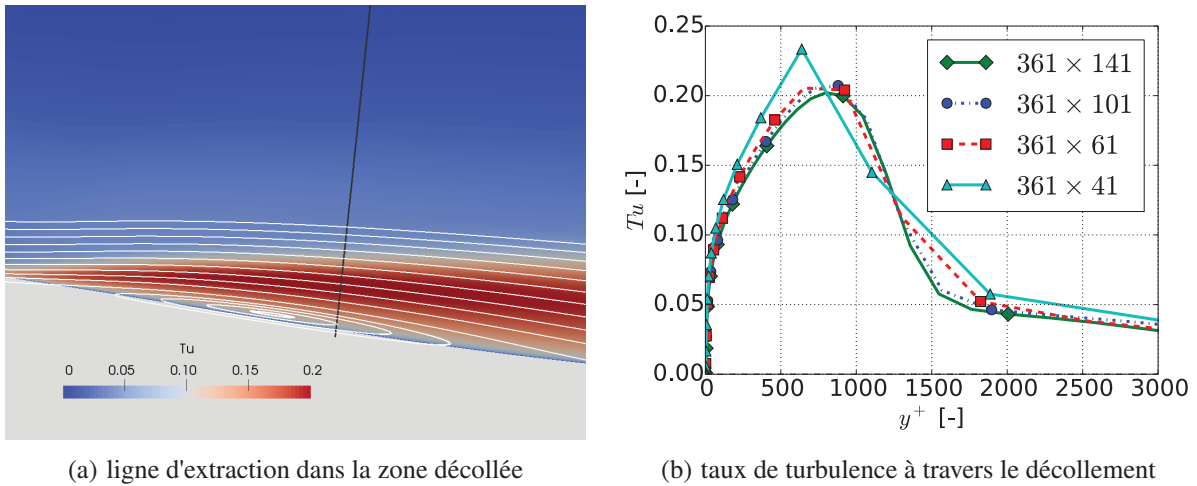 Tu
0 0.05 0.10 0.2
(a) ligne d'extraction dans la zone décollée
0.25
0.20
0.15
0.10
0.05
0.00
Tu [-]
361 × 141
361 × 101
361 × 61
361 × 41
0 500 1000 1500 2000 2500 3000
y⁺ [-]
(b) taux de turbulence à travers le décollement